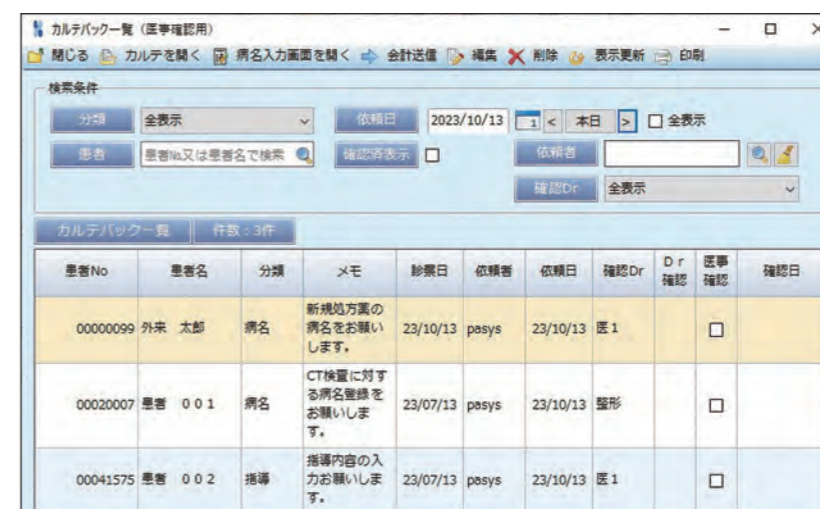 カルテバック一覧（医事確認用）
閉じる カルテを開く 病名入力画面を開く 会計送信 編集 削除 表示更新 印刷
検索条件
分類 全表示 依頼日 2023/10/13 1 < 本日 > 全表示
患者 患者No又は患者名で検索 確認済表示 依頼者
確認Dr 全表示
カルテバック一覧 件数：3件
患者No 患者名 分類 メモ 診察日 依頼者 依頼日 確認Dr Dr確認 医事確認 確認日
00000099 外来 太郎 病名 新規処方薬の病名をお願いします。 23/10/13 pasys 23/10/13 医1
00020007 患者 001 病名 CT検査に対する病名登録をお願いします。 23/07/13 pasys 23/10/13 整形
00041575 患者 002 指導 指導内容の入力お願いします。 23/07/13 pasys 23/10/13 医1